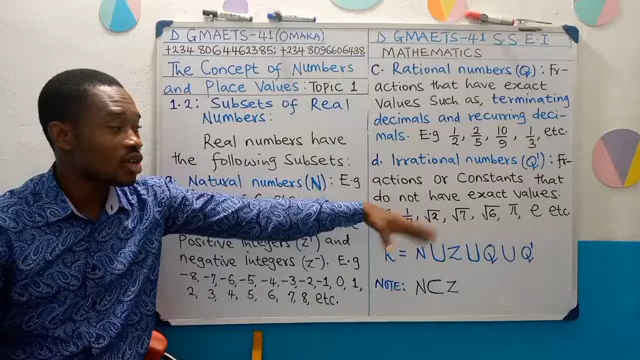 D GMAETS-41 (OMAKA)
+234 8064462385; +234 8096606438
The Concept of Numbers
and Place Values: Topic 1
1.2: Subsets of Real
Numbers:
Real numbers have
the following Subsets:
a. Natural numbers (N): E.g
Positive Integers (Z⁺) and
negative integers (Z⁻). E.g
-8, -7, -6, -5, -4, -3, -2, -1, 0, 1,
2, 3, 4, 5, 6, 7, 8, etc.
D GMAETS-41 S.S.E-I
MATHEMATICS
C. Rational numbers (Q): Fr-
actions that have exact
Values Such as, terminating
decimals and recurring deci-
mals. E.g 1/2, 2/5, 10/9, 1/3, etc.
d. Irrational numbers (Q'): Fr-
actions Or Constants that
do not have exact values.
√2, √7, √6, π, e etc
R = N ∪ Z ∪ Q ∪ Q'
NOTE: N⊂Z